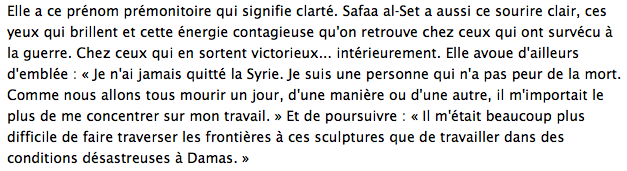 Elle a ce prénom prémonitoire qui signifie clarté. Safaa al-Set a aussi ce sourire clair, ces
yeux qui brillent et cette énergie contagieuse qu'on retrouve chez ceux qui ont survécu à
la guerre. Chez ceux qui en sortent victorieux... intérieurement. Elle avoue d'ailleurs
d'emblée : « Je n'ai jamais quitté la Syrie. Je suis une personne qui n'a pas peur de la mort.
Comme nous allons tous mourir un jour, d'une manière ou d'une autre, il m'importait le
plus de me concentrer sur mon travail. » Et de poursuivre : « Il m'était beaucoup plus
difficile de faire traverser les frontières à ces sculptures que de travailler dans des
conditions désastreuses à Damas. »